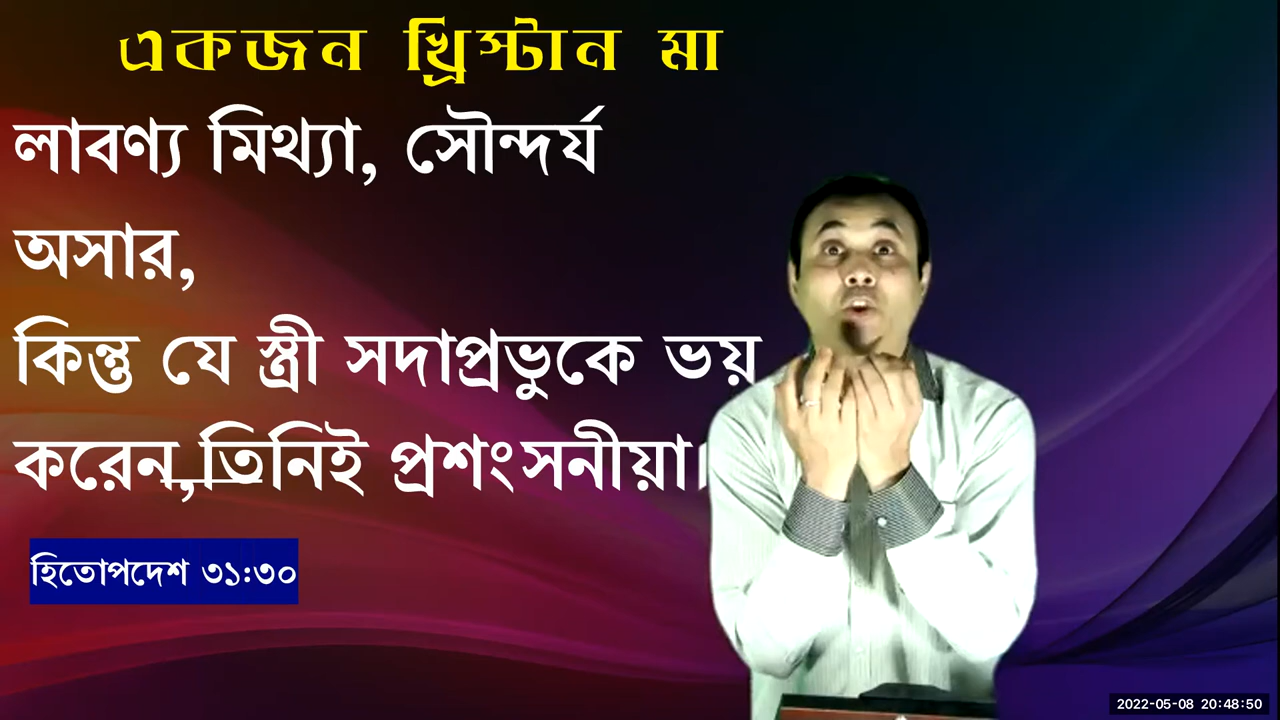 একজন খ্রিস্টান মা
লাবণ্য মিথ্যা, সৌন্দর্য
অসার,
কিন্তু যে স্ত্রী সদাপ্রভুকে ভয়
করেন,তিনিই প্রশংসনীয়া।
হিতোপদেশ ৩১:৩০
2022-05-08 20:48:50